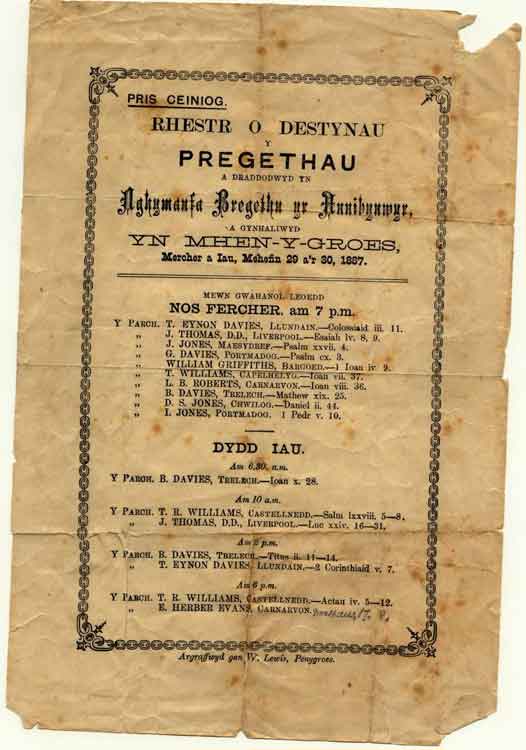 PRIS CEINIOG.
RHESTR O DESTYNAU
Y
PREGETHAU
A DRADDODWYD YN
Nghymanfa Bregethu yr Annibynwyr,
A GYNHALIWYD
YN MHEN-Y-GROES,
Mercher a Iau, Mehefin 29 a'r 30, 1887.
MEWN GWAHANOL LEOEDD
NOS FERCHER, am 7 p.m.
Y PARCH. T. EYNON DAVIES, LLUNDAIN.—Colossiaid iii. 11.
„ J. THOMAS, D.D., LIVERPOOL.—Esaiah lv. 8, 9.
„ J. JONES, MAESYDREF.—Psalm xxvii. 4.
„ G. DAVIES, PORTMADOG.—Psalm cx. 3.
„ WILLIAM GRIFFITHS, BARGOED.—1 Ioan iv. 9.
„ T. WILLIAMS, CAPELHELYG.—Ioan vii. 37.
„ L. B. ROBERTS, CARNARVON.—Ioan vii. 36.
„ B. DAVIES, TRELECH.—Mathew xix. 25.
„ D. S. JONES, CHWILOG.—Daniel ii. 44.
„ I. JONES, PORTMADOG. 1 Pedr v. 10.
DYDD IAU.
Am 6.30, a.m.
Y PARCH. B. DAVIES, TRELECH.—Ioan x. 28.
Am 10 a.m.
Y PARCH. T. R. WILLIAMS, CASTELLNEDD.—Salm lxxviii. 5—8.
„ J. THOMAS, D.D., LIVERPOOL.—Luc xxiv. 16—31.
Am 2 p.m.
Y PARCH. B. DAVIES, TRELECH.—Titus ii. 11—14.
„ T. EYNON DAVIES, LLUNDAIN.—2 Corinthiaid v. 7.
Am 6 p.m.
Y PARCH. T. R. WILLIAMS, CASTELLNEDD.—Actau iv. 5—12.
„ E. HERBER EVANS, CARNARVON.
Argraffwyd gan W. Lewis, Penygroes.